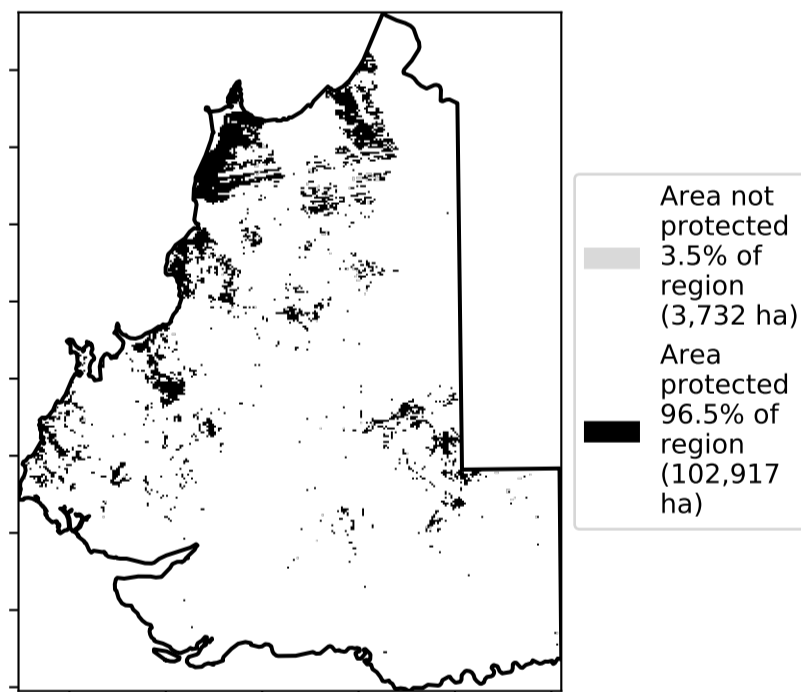 Area not
protected
3.5% of
region
(3,732 ha)
Area
protected
96.5% of
region
(102,917
ha)